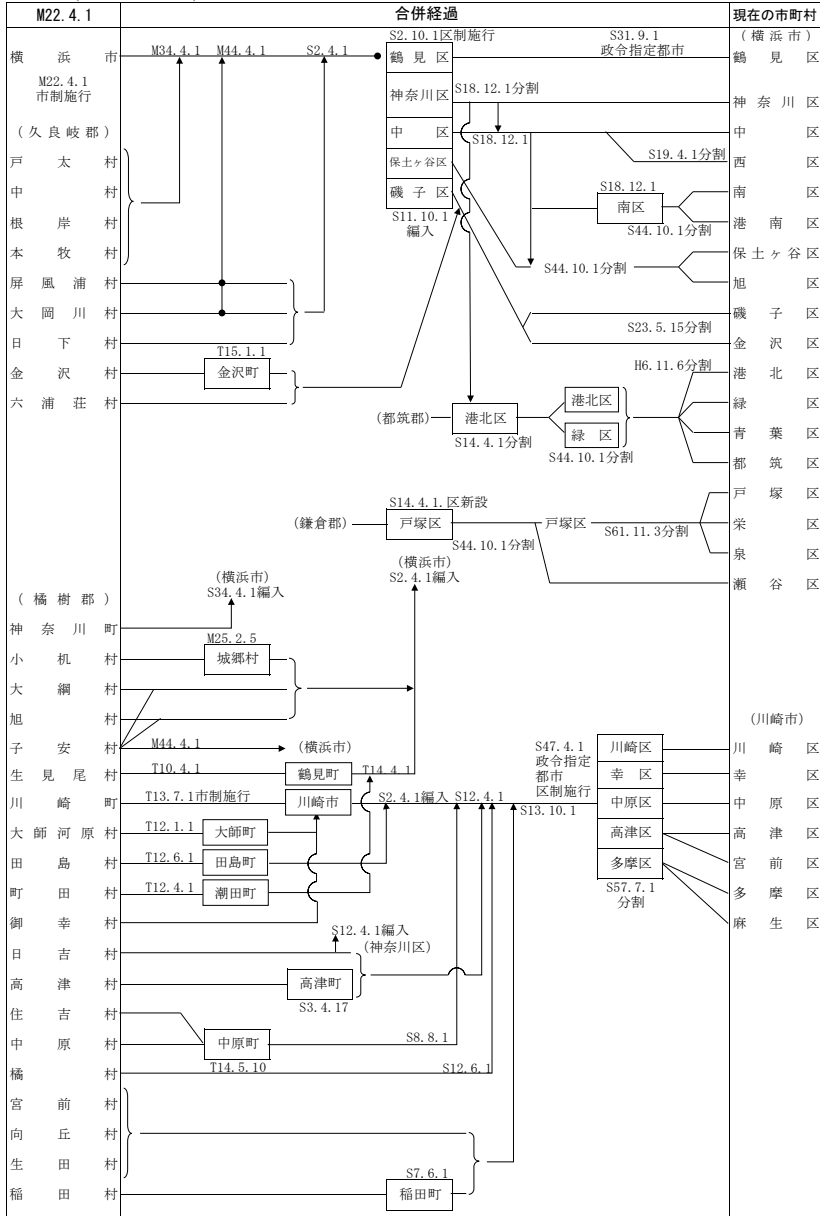 M22.4.1 合併経過 現在の市町村
S2.10.1区制施行 S31.9.1 (横浜市)
横浜市 M34.4.1 M44.4.1 S2.4.1 鶴見区 政令指定都市 鶴見区
M22.4.1
市制施行
神奈川区 S18.12.1分割 神奈川区
(久良岐郡) 中区 S18.12.1 中区
戸太村 保土ヶ谷区 S19.4.1分割 西区
中村 磯子区 S18.12.1 南区
根岸村 S11.10.1 南区 港南区
編入 S44.10.1分割
本牧村 保土ヶ谷区
屏風浦村 S44.10.1分割 旭区
大岡川村 磯子区
日下村 S23.5.15分割 金沢区
T15.1.1
金沢村 金沢町 H6.11.6分割 港北区
六浦荘村 港北区 緑区
(都筑郡) 港北区 緑区 青葉区
S14.4.1分割 S44.10.1分割 都筑区
S14.4.1.区新設 戸塚区
(鎌倉郡) 戸塚区 戸塚区 S61.11.3分割 栄区
S44.10.1分割 泉区
(横浜市) (横浜市) 瀬谷区
S34.4.1編入 S2.4.1編入
(橘樹郡)
神奈川町
M25.2.5
小机村 城郷村
大綱村
旭村 (川崎市)
子安村 M44.4.1 (横浜市) S47.4.1 川崎区 川崎区
政令指定
都市
区制施行
生見尾村 T10.4.1 鶴見町 T14.4.1 幸区 幸区
川崎町 T13.7.1市制施行 川崎市 S2.4.1編入 S12.4.1 S13.10.1 中原区 中原区
大師河原村 T12.1.1 大師町 高津区 高津区
田島村 T12.6.1 田島町 多摩区 宮前区
町田村 T12.4.1 潮田町 S57.7.1 多摩区
分割
御幸村 麻生区
S12.4.1編入
(神奈川区)
日吉村
高津村 高津町
S3.4.17
住吉村
中原村 中原町 S8.8.1
T14.5.10
橘村 S12.6.1
宮前村
向丘村
生田村
S7.6.1
稲田村 稲田町